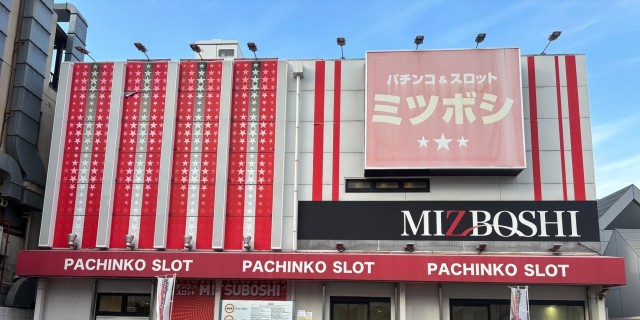 パチンコ&スロット
ミツボシ
MIZBOSHI
PACHINKO SLOT
PACHINKO SLOT
PACHINKO SLOT
SUBOSHI